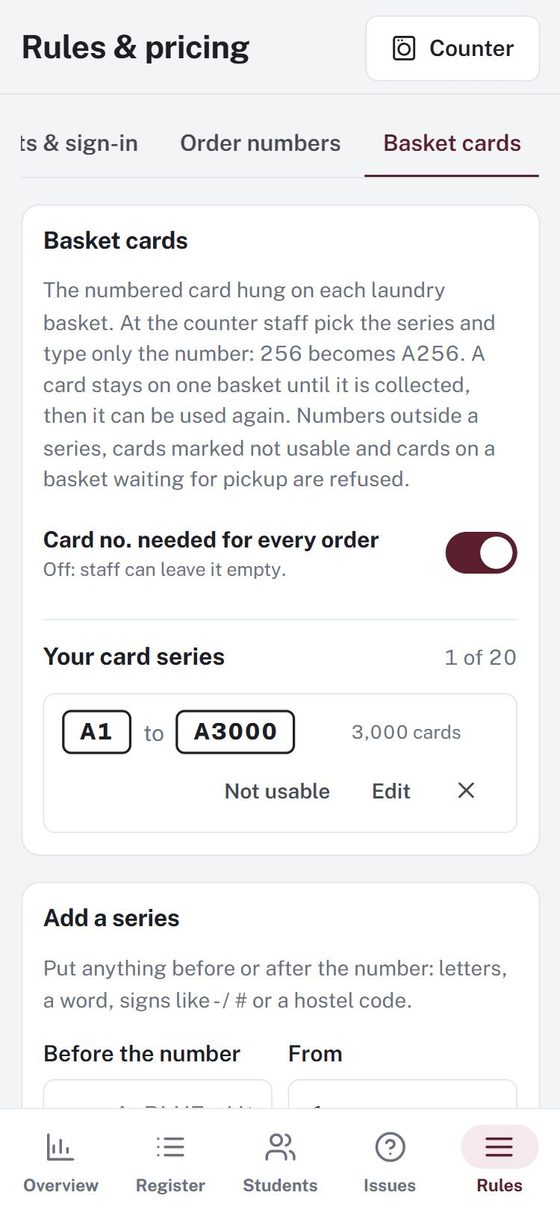 Rules & pricing
Counter
ts & sign-in
Order numbers
Basket cards
Basket cards
The numbered card hung on each laundry
basket. At the counter staff pick the series and
type only the number: 256 becomes A256. A
card stays on one basket until it is collected,
then it can be used again. Numbers outside a
series, cards marked not usable and cards on a
basket waiting for pickup are refused.
Card no. needed for every order
Off: staff can leave it empty.
Your card series
1 of 20
A1 to A3000
3,000 cards
Not usable
Edit
Add a series
Put anything before or after the number: letters,
a word, signs like - / # or a hostel code.
Before the number
From
Overview
Register
Students
Issues
Rules